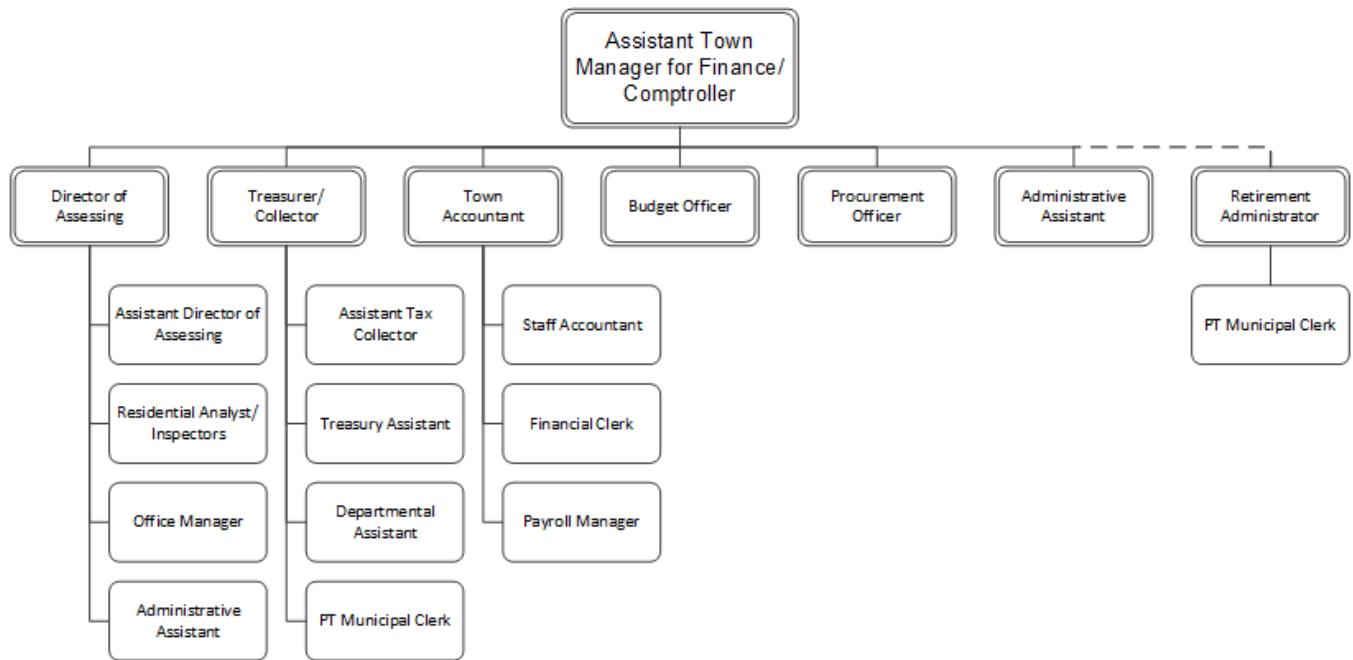 Assistant Town
Manager for Finance/
Comptroller
Director of
Assessing
Treasurer/
Collector
Town
Accountant
Budget Officer
Procurement
Officer
Administrative
Assistant
Retirement
Administrator
Assistant Director of
Assessing
Assistant Tax
Collector
Staff Accountant
PT Municipal Clerk
Residential Analyst/
Inspectors
Treasury Assistant
Financial Clerk
Office Manager
Departmental
Assistant
Payroll Manager
Administrative
Assistant
PT Municipal Clerk